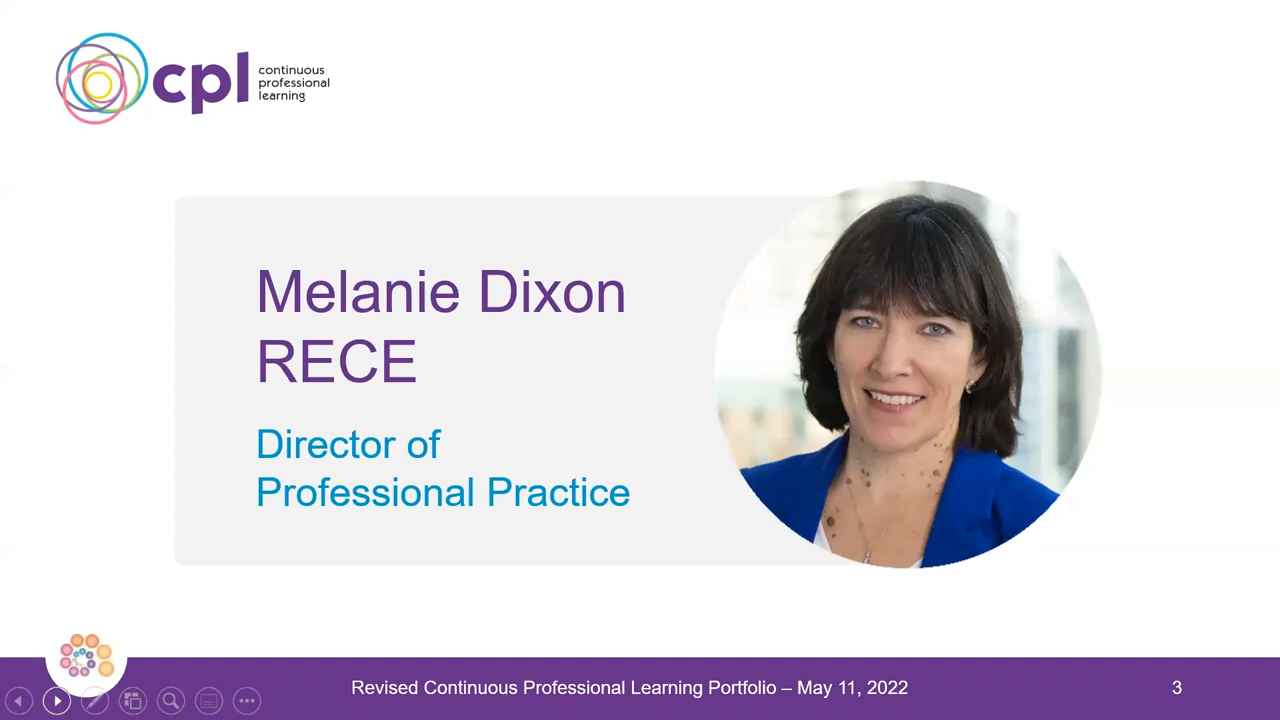 cpl
continuous
professional
learning
Melanie Dixon
RECE
Director of
Professional Practice
Revised Continuous Professional Learning Portfolio – May 11, 2022
3